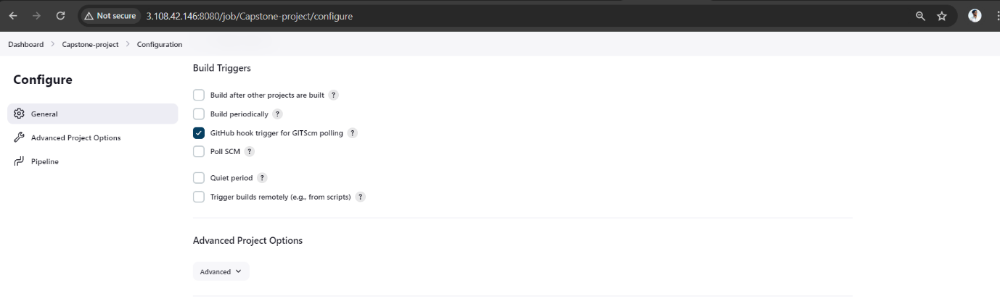 Not secure 3.108.42.146:8080/job/Capstone-project/configure
Dashboard > Capstone-project > Configuration
Configure
General
Advanced Project Options
Pipeline
Build Triggers
Build after other projects are built ?
Build periodically ?
GitHub hook trigger for GITScm polling ?
Poll SCM ?
Quiet period ?
Trigger builds remotely (e.g., from scripts) ?
Advanced Project Options
Advanced